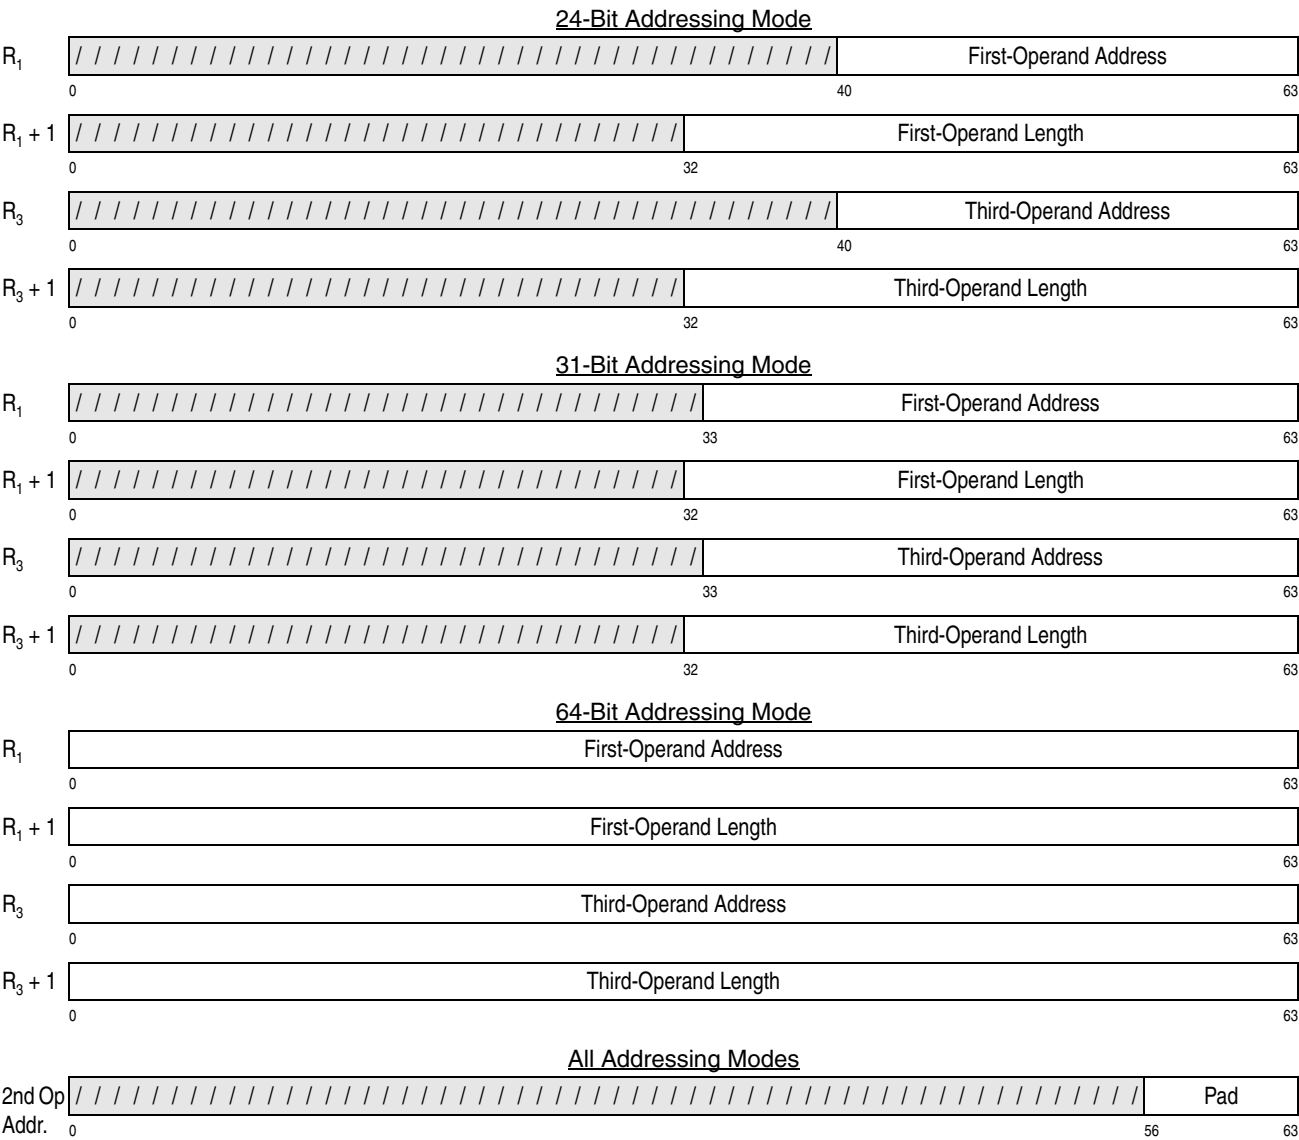 24-Bit Addressing Mode
R1 / / / / / / / / / / / / / / / / / / / / / / / / / / / / / / / / / / / / / / / / First-Operand Address
0 40 63
R1 + 1 / / / / / / / / / / / / / / / / / / / / / / / / / / / / / / / / First-Operand Length
0 32 63
R3 / / / / / / / / / / / / / / / / / / / / / / / / / / / / / / / / / / / / / / / / Third-Operand Address
0 40 63
R3 + 1 / / / / / / / / / / / / / / / / / / / / / / / / / / / / / / / / Third-Operand Length
0 32 63
31-Bit Addressing Mode
R1 / / / / / / / / / / / / / / / / / / / / / / / / / / / / / / / / / First-Operand Address
0 33 63
R1 + 1 / / / / / / / / / / / / / / / / / / / / / / / / / / / / / / / / First-Operand Length
0 32 63
R3 / / / / / / / / / / / / / / / / / / / / / / / / / / / / / / / / / Third-Operand Address
0 33 63
R3 + 1 / / / / / / / / / / / / / / / / / / / / / / / / / / / / / / / / Third-Operand Length
0 32 63
64-Bit Addressing Mode
R1 First-Operand Address
0 63
R1 + 1 First-Operand Length
0 63
R3 Third-Operand Address
0 63
R3 + 1 Third-Operand Length
0 63
All Addressing Modes
2nd Op / / / / / / / / / / / / / / / / / / / / / / / / / / / / / / / / / / / / / / / / / / / / / / / / / / / / / / / / Pad
Addr. 0 56 63